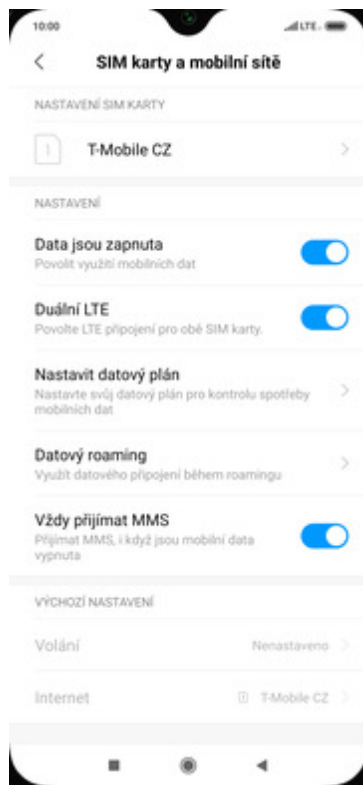 10:00
LTE
SIM karty a mobilní sítě
NASTAVENÍ SIM KARTY
1
T-Mobile CZ
NASTAVENÍ
Data jsou zapnuta
Povolit využití mobilních dat
Duální LTE
Povolte LTE připojení pro obě SIM karty.
Nastavit datový plán
Nastavte svůj datový plán pro kontrolu spotřeby
mobilních dat
Datový roaming
Využít datového připojení během roamingu
Vždy přijímat MMS
Přijímat MMS, i když jsou mobilní data
vypnuta
VÝCHOZÍ NASTAVENÍ
Volání Nenastaveno
Internet 1 T-Mobile CZ